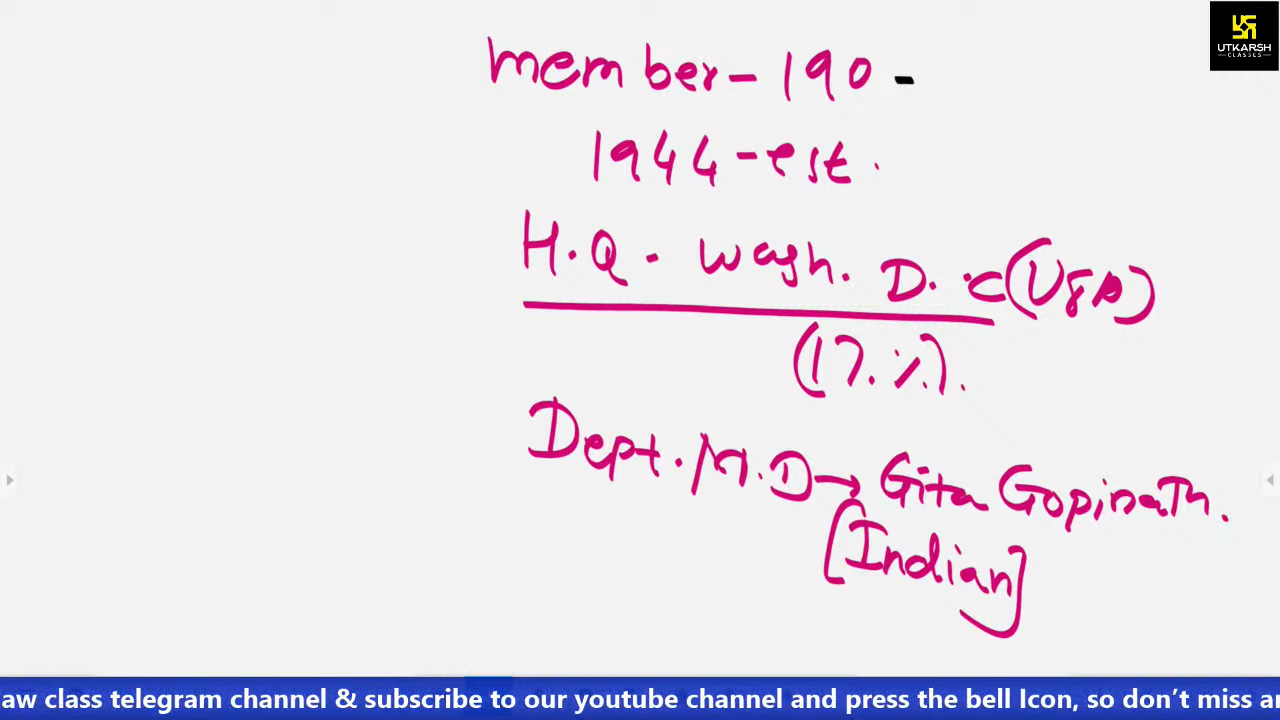 UTKARSH
CLASSES
member - 190 -
1944 - est.
H.Q. wash. D.C (USA)
(17.%).
Dept. M.D → Gita Gopinath.
[Indian]
aw class telegram channel & subscribe to our youtube channel and press the bell Icon, so don’t miss a